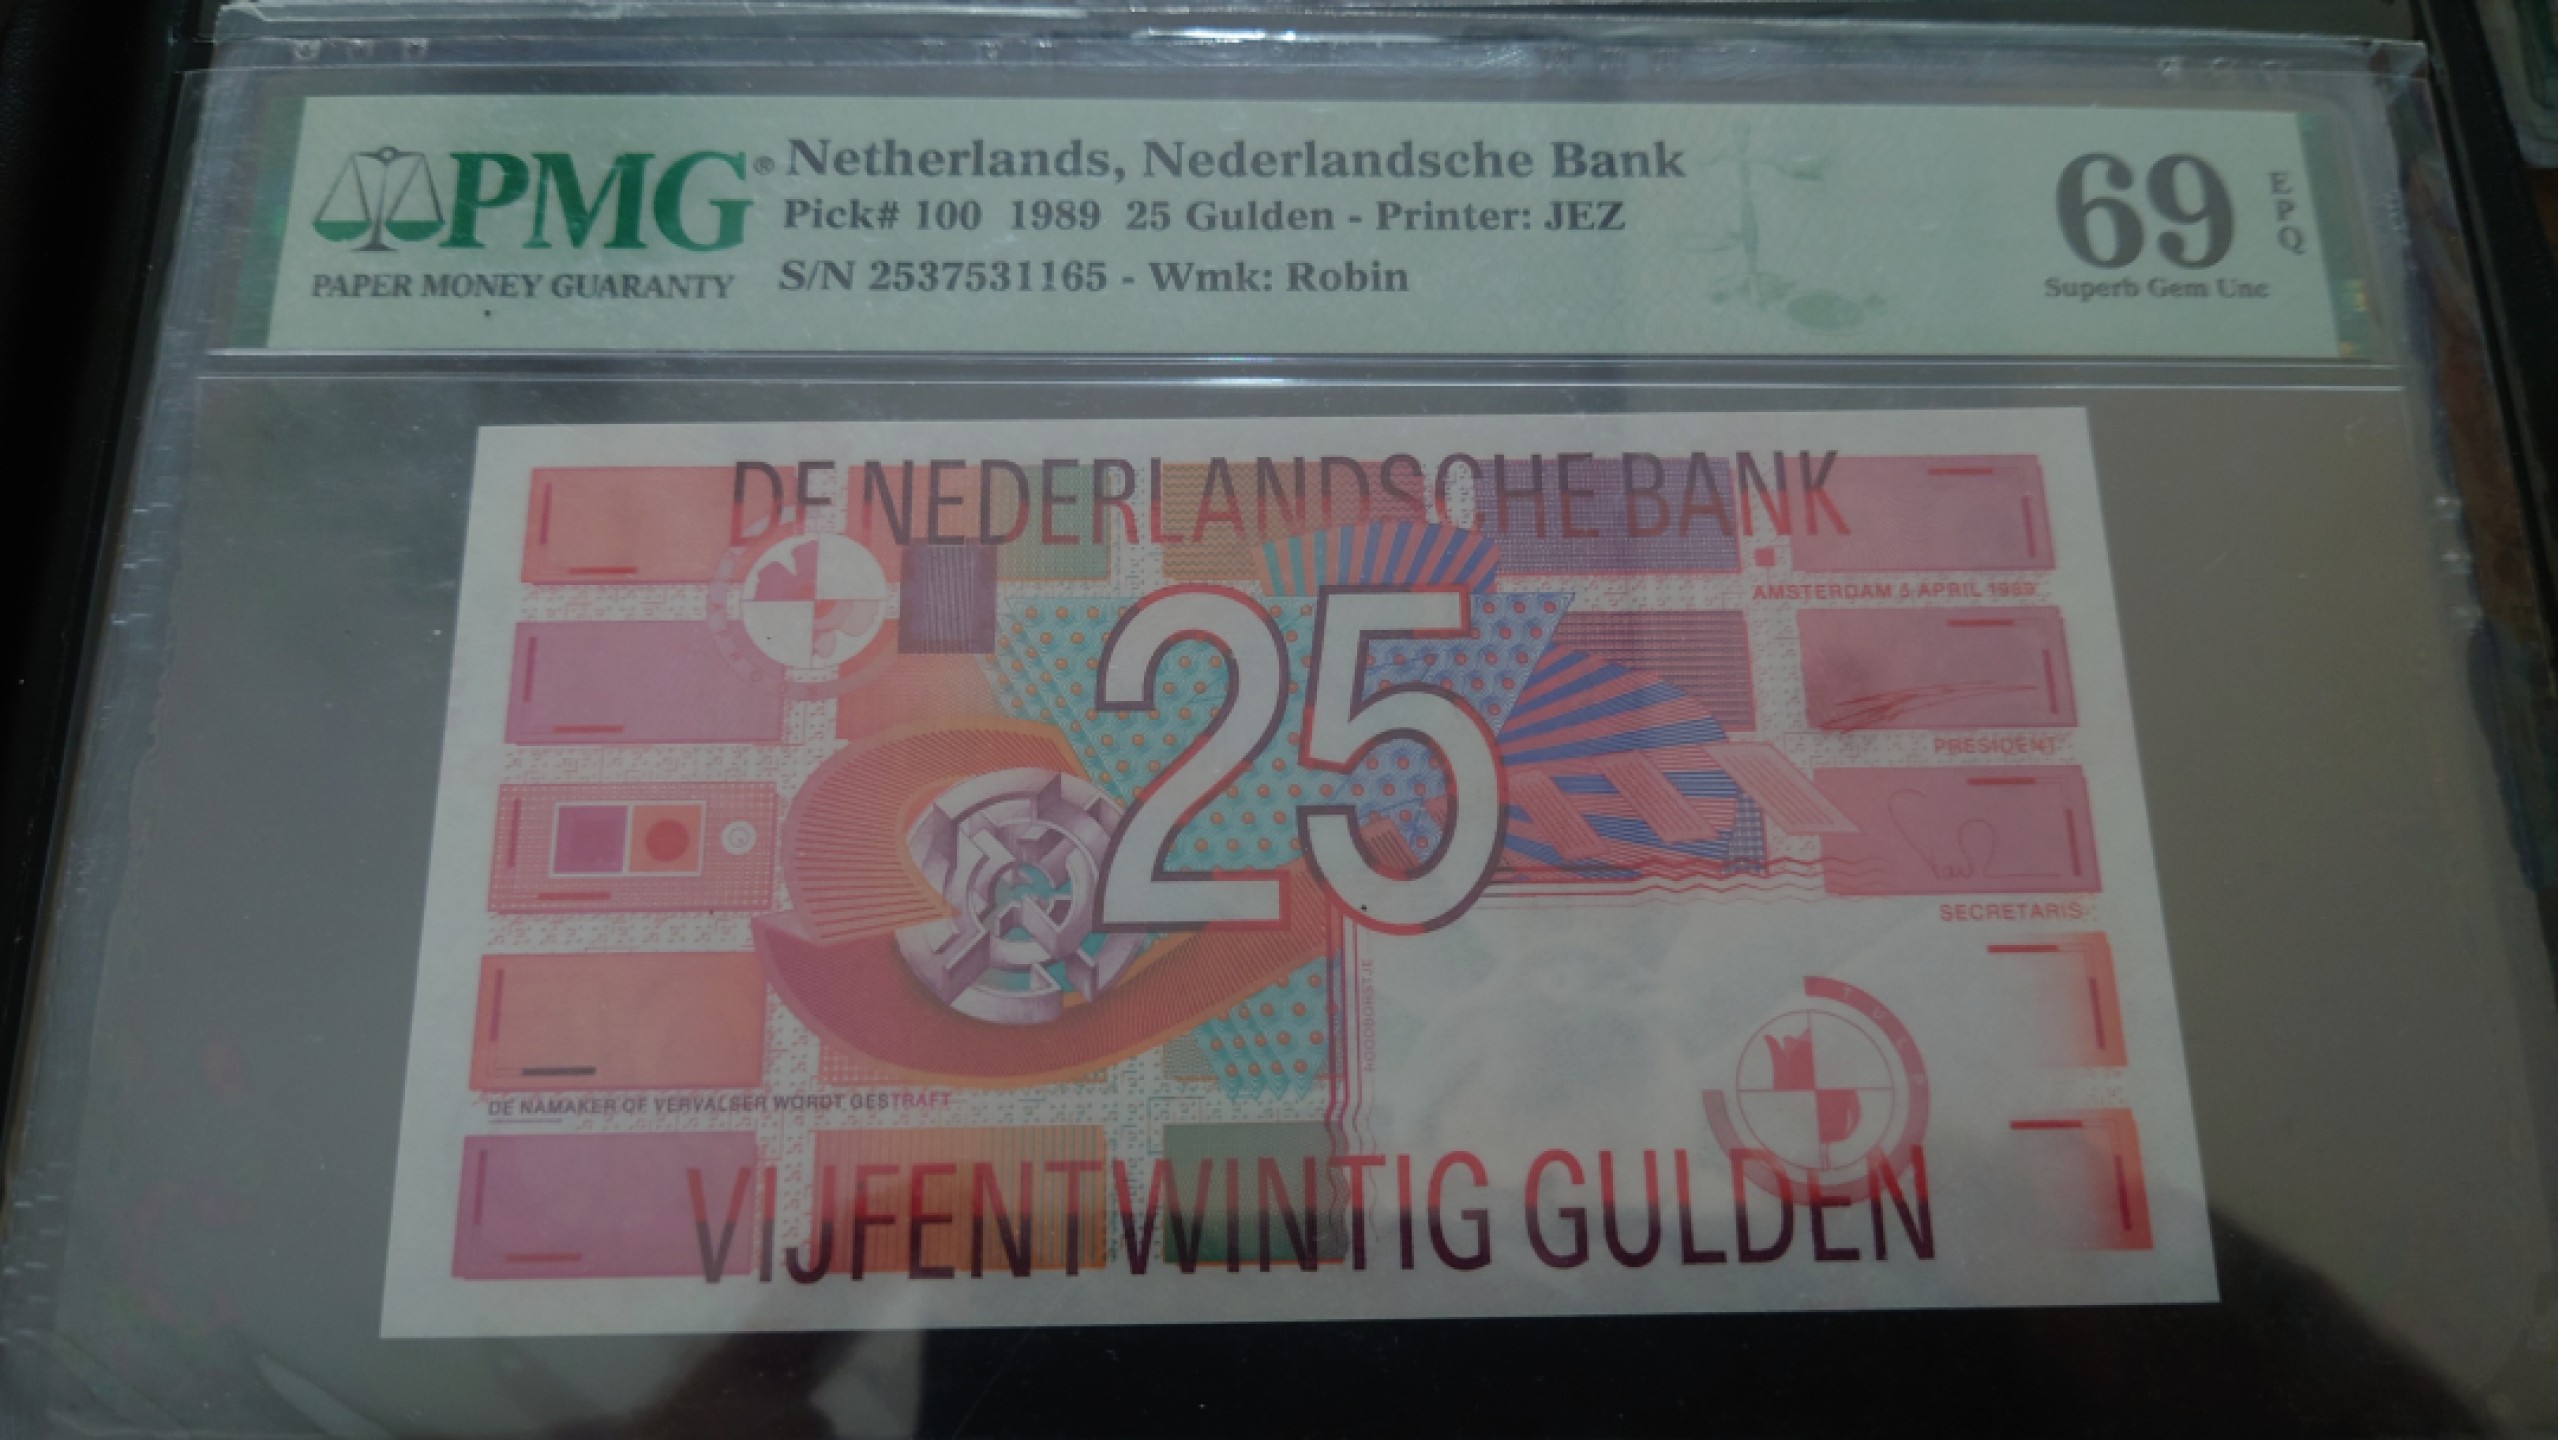 PMG®
PAPER MONEY GUARANTY
Netherlands, Nederlandsche Bank
Pick# 100 1989 25 Gulden - Printer: JEZ
S/N 2537531165 - Wmk: Robin
69
EPQ
Superb Gem Unc
DE NEDERLANDSCHE BANK
AMSTERDAM 5 APRIL 1989
25
PRESIDENT
SECRETARIS
ROODBORSTJE
TULP
DE NAMAKER OF VERVALSER WORDT GESTRAFT
VIJFENTWINTIG GULDEN